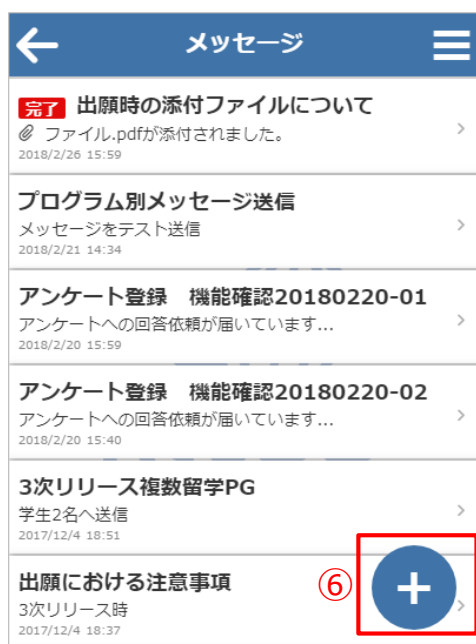 メッセージ
完了 出願時の添付ファイルについて
ファイル.pdfが添付されました。
2018/2/26 15:59
プログラム別メッセージ送信
メッセージをテスト送信
2018/2/21 14:34
アンケート登録　機能確認20180220-01
アンケートへの回答依頼が届いています...
2018/2/20 15:59
アンケート登録　機能確認20180220-02
アンケートへの回答依頼が届いています...
2018/2/20 15:40
3次リリース複数留学PG
学生2名へ送信
2017/12/4 18:51
出願における注意事項
3次リリース時
2017/12/4 18:37
⑥
+